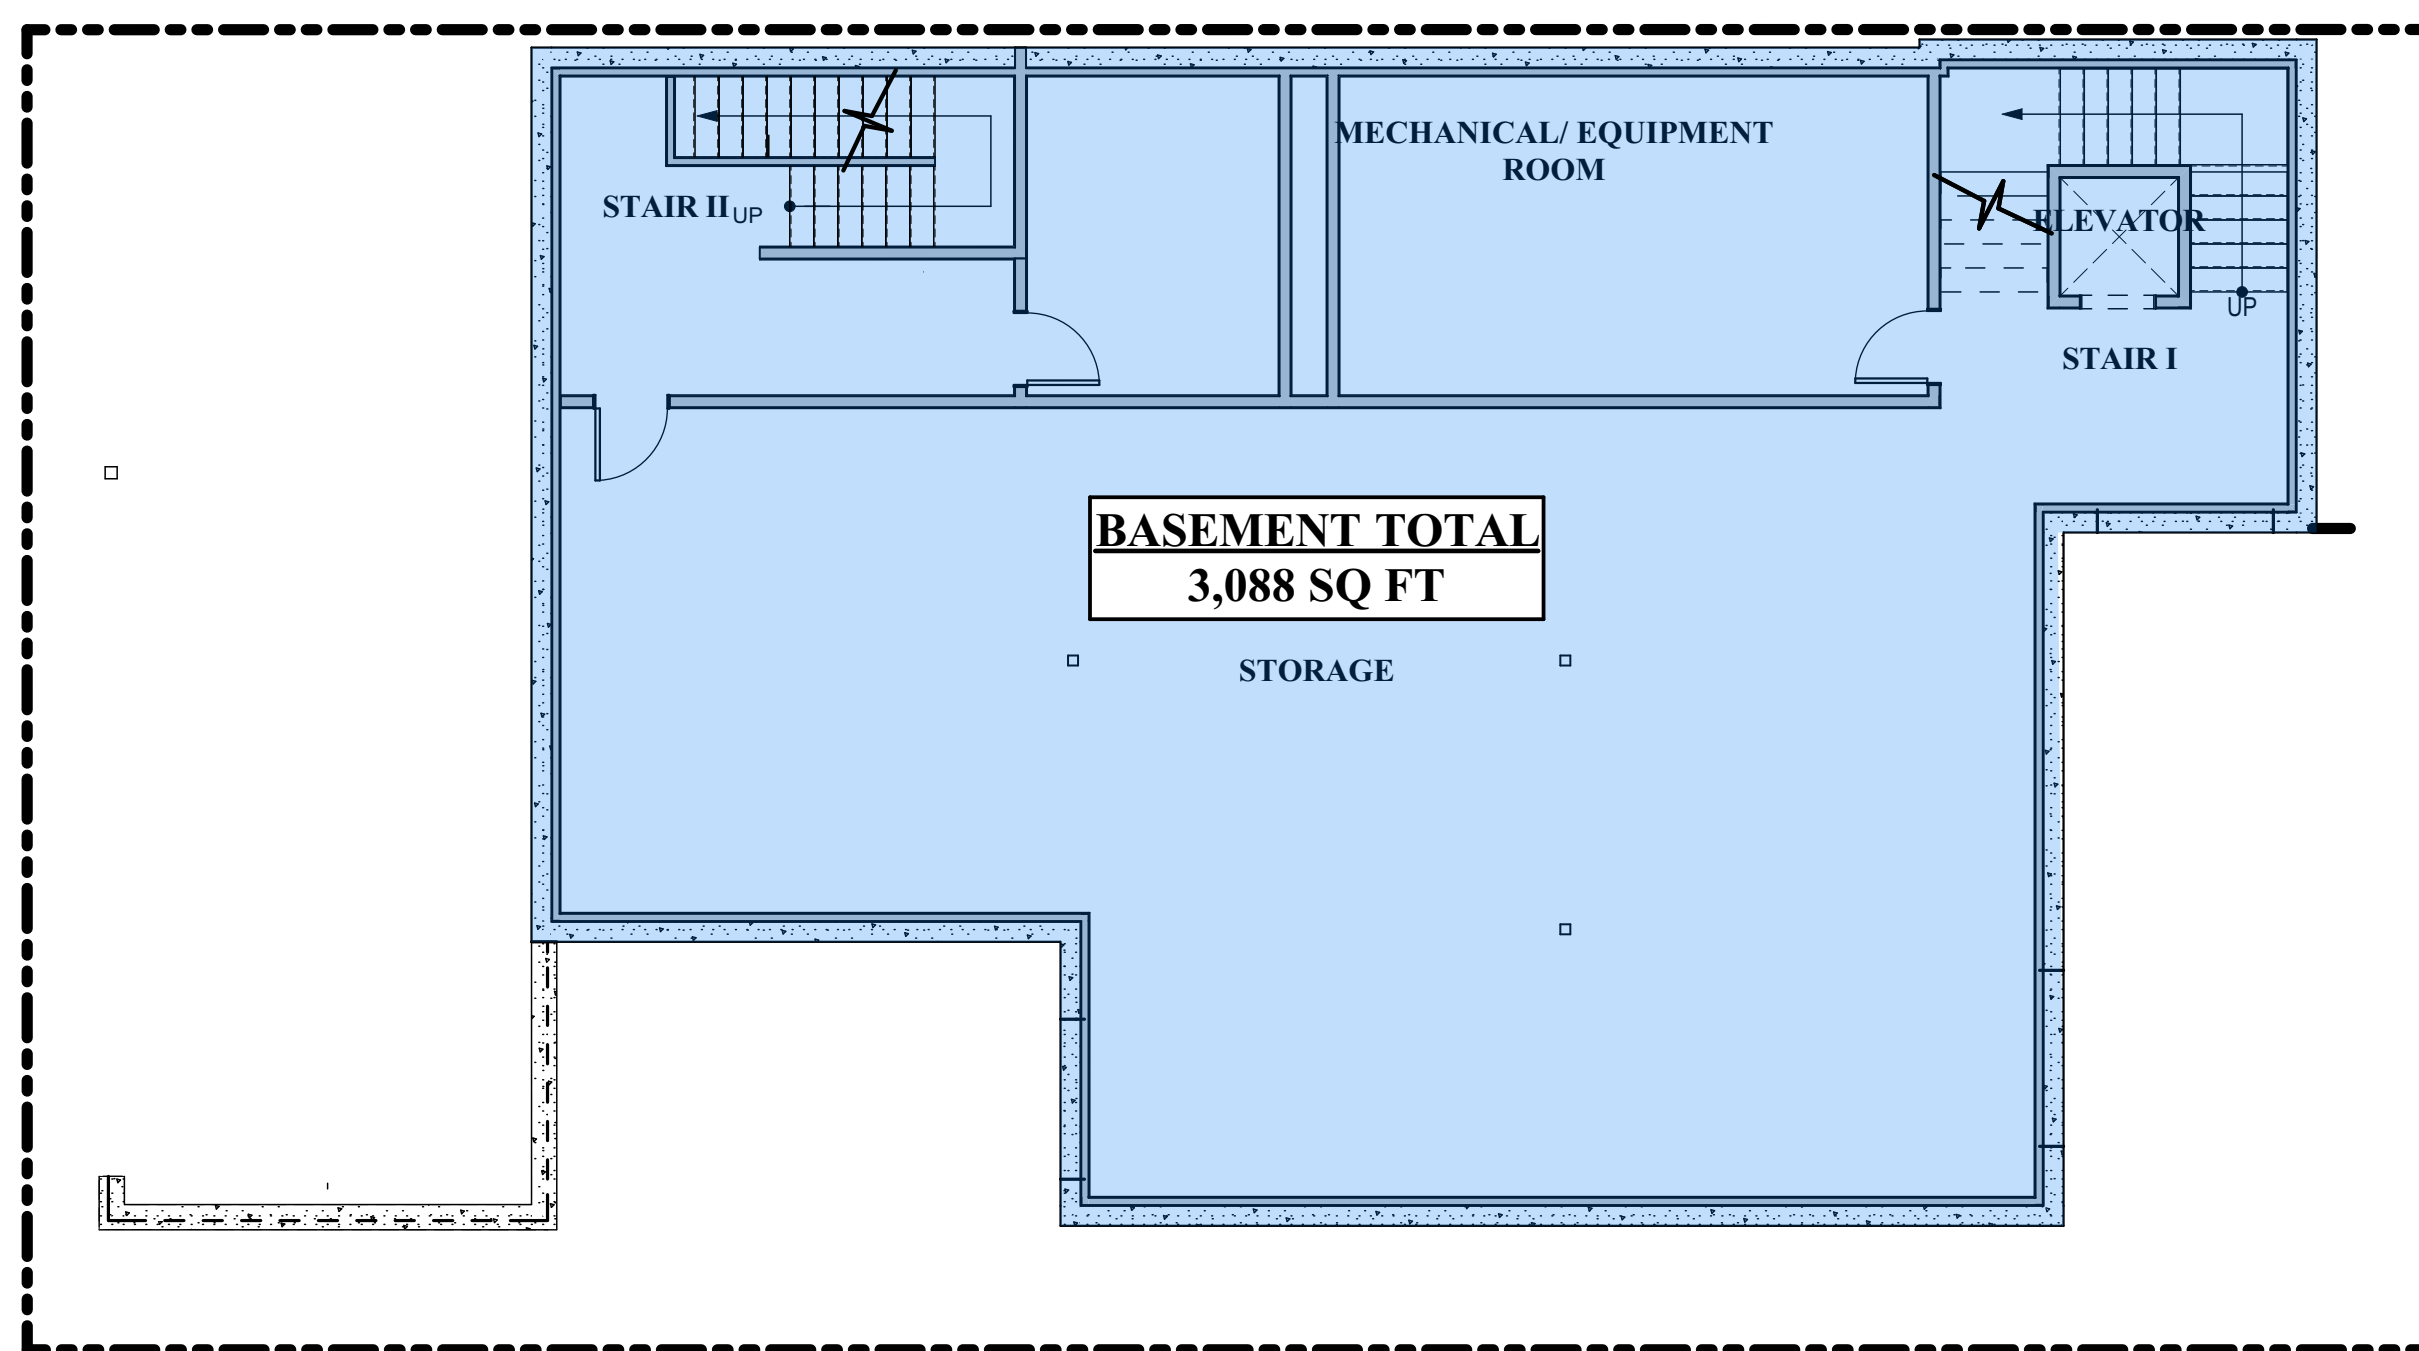 MECHANICAL/ EQUIPMENT
ROOM
STAIR II
UP
ELEVATOR
UP
STAIR I
BASEMENT TOTAL
3,088 SQ FT
STORAGE